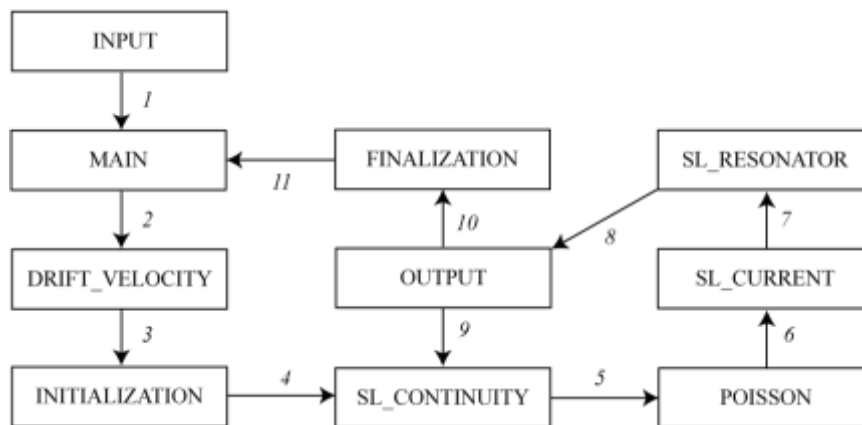 INPUT
1
MAIN
11
FINALIZATION
SL_RESONATOR
2
10
8
7
DRIFT_VELOCITY
OUTPUT
SL_CURRENT
3
9
6
INITIALIZATION
4
SL_CONTINUITY
5
POISSON